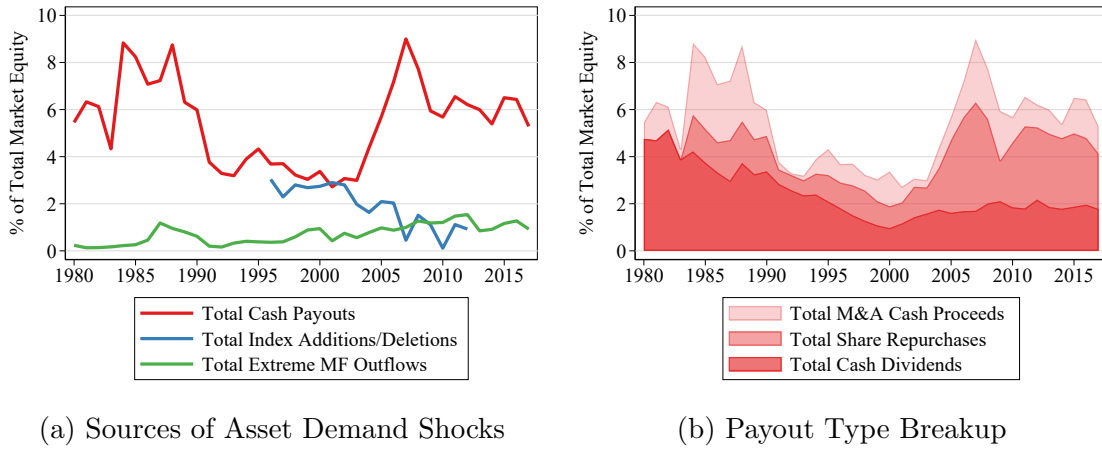 % of Total Market Equity
10
8
6
4
2
0
1980 1985 1990 1995 2000 2005 2010 2015
Total Cash Payouts
Total Index Additions/Deletions
Total Extreme MF Outflows
(a) Sources of Asset Demand Shocks
% of Total Market Equity
10
8
6
4
2
0
1980 1985 1990 1995 2000 2005 2010 2015
Total M&A Cash Proceeds
Total Share Repurchases
Total Cash Dividends
(b) Payout Type Breakup